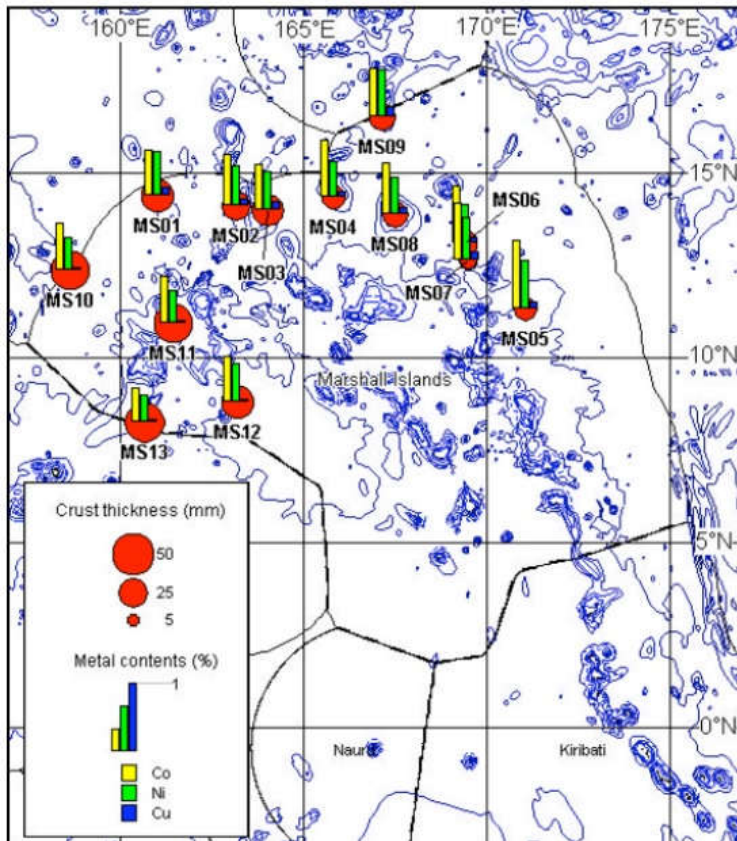 160°E 165°E 170°E 175°E
MS09
15°N
MS01 MS02 MS03 MS04 MS08 MS06
MS07
MS10
MS11 MS05
10°N
Marshall Islands
MS12
MS13
Crust thickness (mm)
50
25
5
5°N
Metal contents (%)
1
Co
Ni
Cu
0°N
Nauru Kiribati